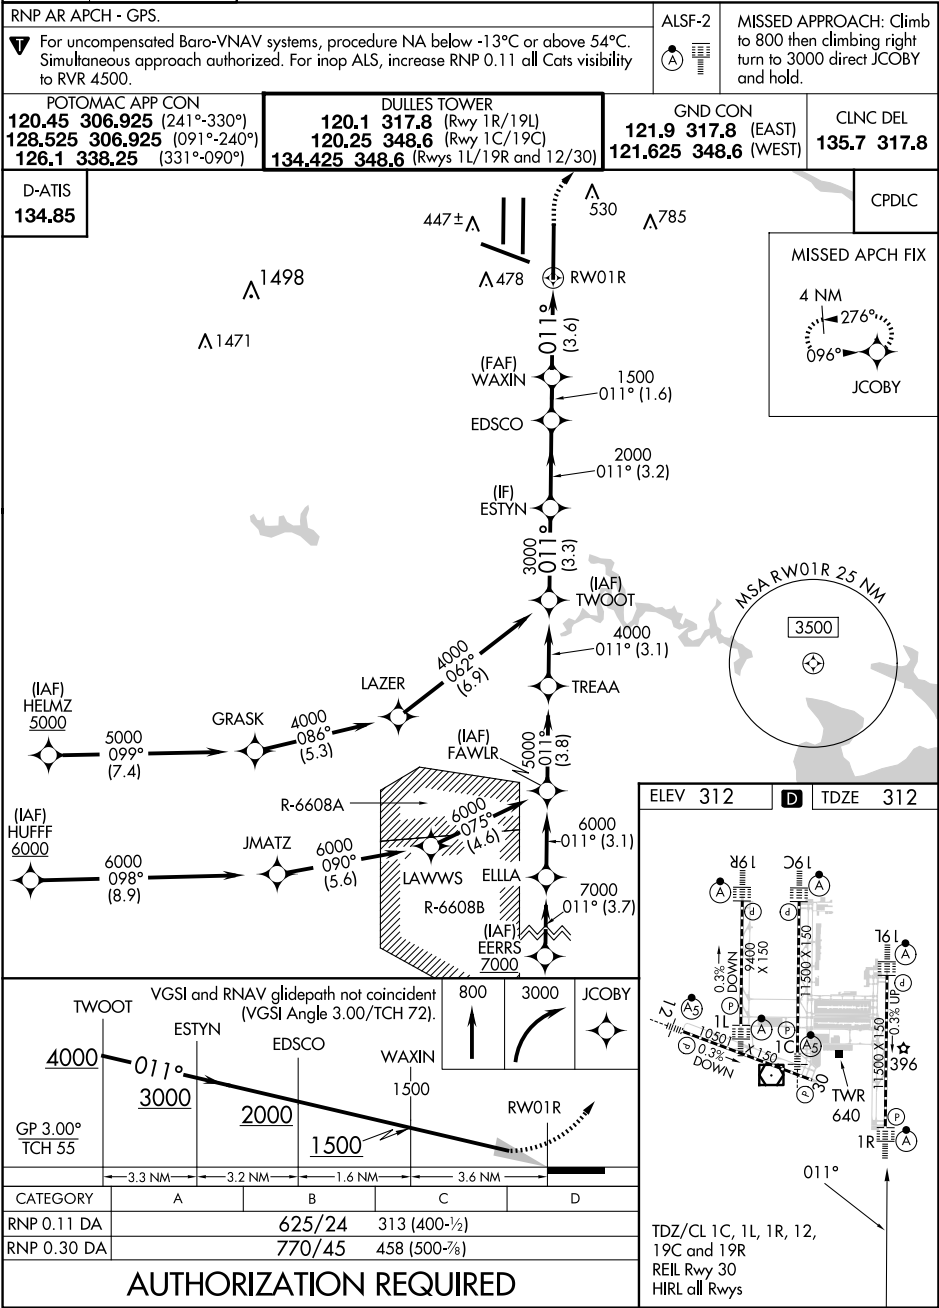 RNP AR APCH - GPS.
T
For uncompensated Baro-VNAV systems, procedure NA below -13°C or above 54°C.
Simultaneous approach authorized. For inop ALS, increase RNP 0.11 all Cats visibility
to RVR 4500.
ALSF-2
A
MISSED APPROACH: Climb
to 800 then climbing right
turn to 3000 direct JCOBY
and hold.
POTOMAC APP CON
120.45 306.925 (241°-330°)
128.525 306.925 (091°-240°)
126.1 338.25 (331°-090°)
DULLES TOWER
120.1 317.8 (Rwy 1R/19L)
120.25 348.6 (Rwy 1C/19C)
134.425 348.6 (Rwys 1L/19R and 12/30)
GND CON
121.9 317.8 (EAST)
121.625 348.6 (WEST)
CLNC DEL
135.7 317.8
D-ATIS
134.85
CPDLC
447±
530
785
478
RW01R
1498
1471
MISSED APCH FIX
4 NM
276°
096°
JCOBY
011°
(3.6)
(FAF)
WAXIN
1500
011° (1.6)
EDSCO
2000
011° (3.2)
(IF)
ESTYN
3000
011°
(3.3)
(IAF)
TWOOT
4000
011° (3.1)
TREAA
MSA RW01R 25 NM
3500
4000
062°
(6.9)
LAZER
(IAF)
HELMZ
5000
5000
099°
(7.4)
GRASK
4000
086°
(5.3)
(IAF)
FAWLR
5000
011°
(3.8)
R-6608A
6000
075°
(4.6)
6000
011° (3.1)
(IAF)
HUFFF
6000
6000
098°
(8.9)
JMATZ
6000
090°
(5.6)
LAWWS
ELLLA
R-6608B
7000
011° (3.7)
(IAF)
EERRS
7000
ELEV 312
D
TDZE 312
19R
19C
19L
A
A
A
P
P
P
9400
X 150
0.3%
DOWN
11500 X 150
11500 X 150
0.3% UP
396
12
A5
P
P
1L
A
P
1C
A5
10501 X 150
0.3%
DOWN
30
P
TWR
640
P
1R
A
011°
TDZ/CL 1C, 1L, 1R, 12,
19C and 19R
REIL Rwy 30
HIRL all Rwys
VGSI and RNAV glidepath not coincident
(VGSI Angle 3.00/TCH 72).
800
3000
JCOBY
TWOOT
ESTYN
EDSCO
WAXIN
1500
RW01R
4000
011°
3000
2000
1500
GP 3.00°
TCH 55
3.3 NM
3.2 NM
1.6 NM
3.6 NM
CATEGORY A B C D
RNP 0.11 DA 625/24 313 (400-½)
RNP 0.30 DA 770/45 458 (500-⅞)
AUTHORIZATION REQUIRED